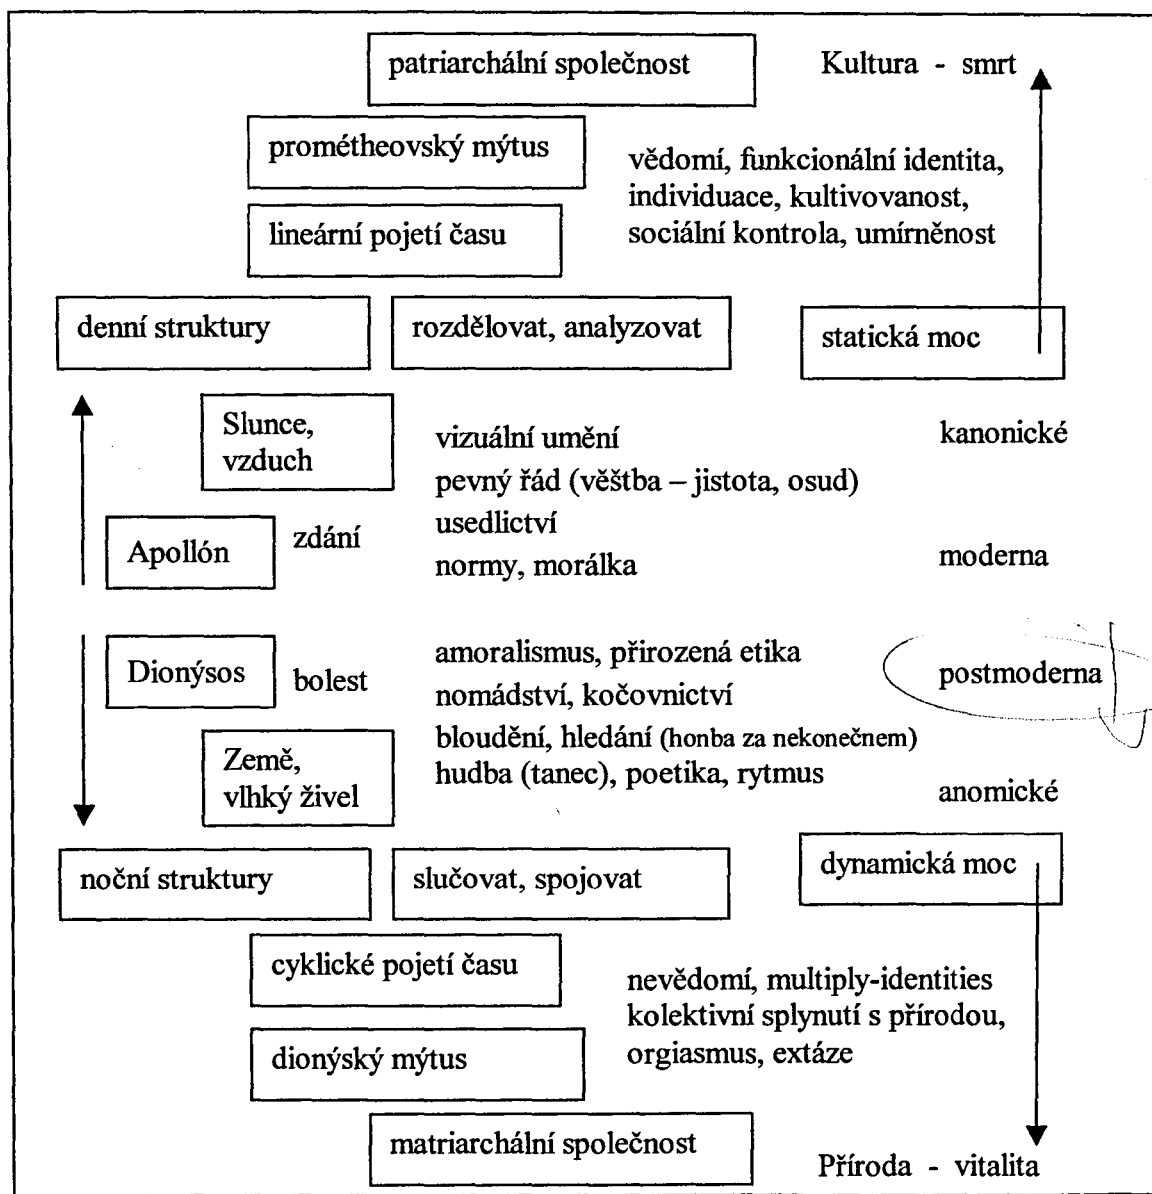 patriarchální společnost
Kultura - smrt
prométheovský mýtus
vědomí, funkcionální identita,
individuace, kultivovanost,
sociální kontrola, umírněnost
lineární pojetí času
denní struktury
rozdělovat, analyzovat
statická moc
Slunce,
vzduch
vizuální umění
pevný řád (věštba – jistota, osud)
usedlictví
normy, morálka
kanonické
Apollón
zdání
moderna
Dionýsos
bolest
amoralismus, přirozená etika
nomádství, kočovnictví
bloudění, hledání (honba za nekonečnem)
hudba (tanec), poetika, rytmus
postmoderna
Země,
vlhký živel
anomické
noční struktury
slučovat, spojovat
dynamická moc
cyklické pojetí času
nevědomí, multiply-identities
kolektivní splynutí s přírodou,
orgiasmus, extáze
dionýský mýtus
matriarchální společnost
Příroda - vitalita